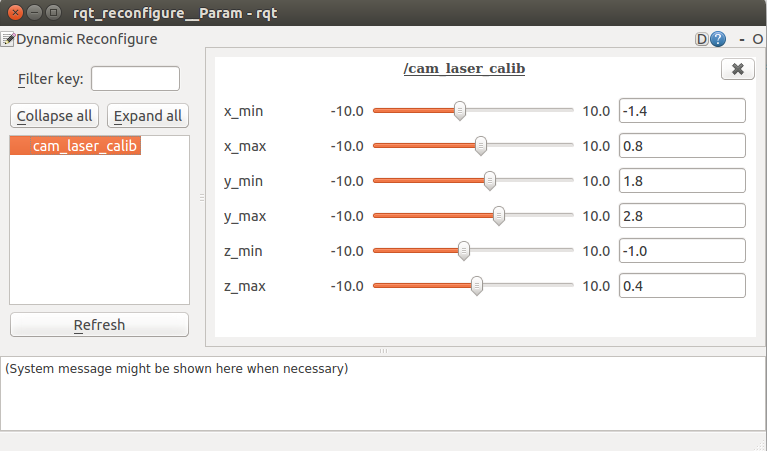 rqt_reconfigure__Param - rqt
Dynamic Reconfigure
D ? - O
Filter key:
Collapse all Expand all
cam_laser_calib
Refresh
/cam_laser_calib
x_min -10.0 10.0 -1.4
x_max -10.0 10.0 0.8
y_min -10.0 10.0 1.8
y_max -10.0 10.0 2.8
z_min -10.0 10.0 -1.0
z_max -10.0 10.0 0.4
(System message might be shown here when necessary)